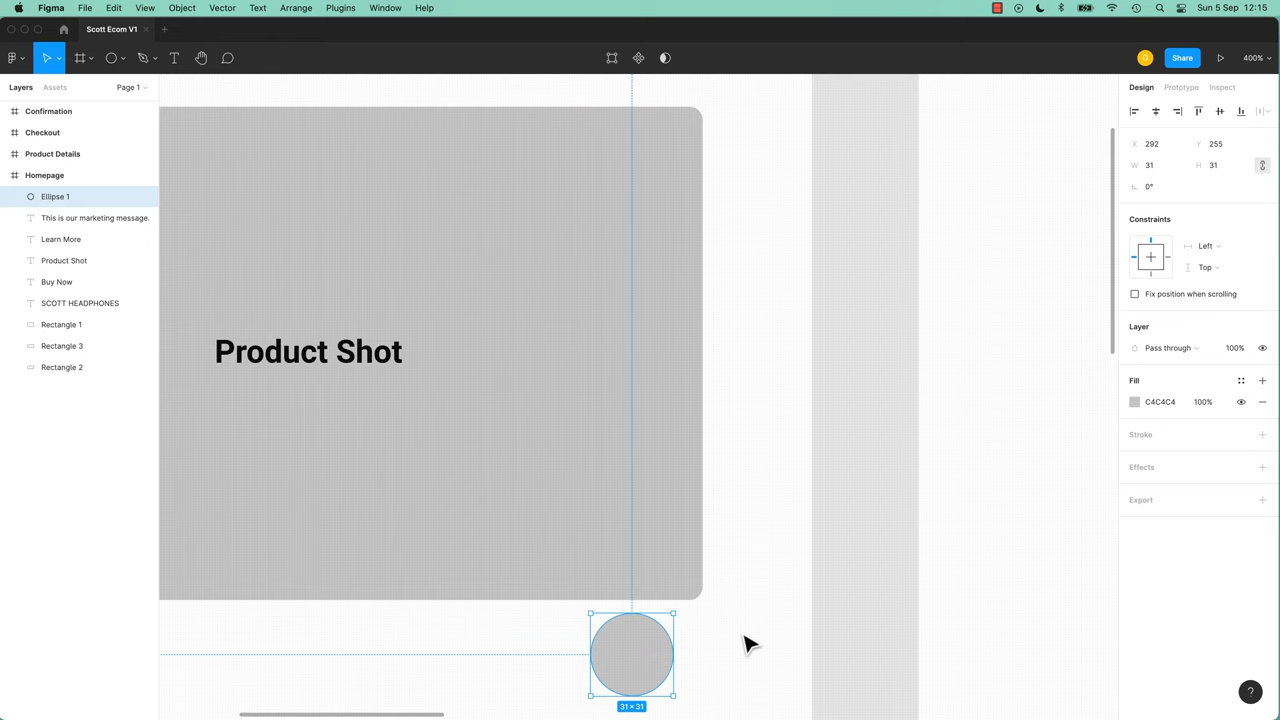 Figma File Edit View Object Vector Text Arrange Plugins Window Help Sun 5 Sep 12:15
Scott Ecom V1
Share 400%
Layers Assets Page 1
Design Prototype Inspect
Confirmation
Checkout
Product Details
Homepage
Ellipse 1
This is our marketing message.
Learn More
Product Shot
Buy Now
SCOTT HEADPHONES
Rectangle 1
Rectangle 3
Rectangle 2
Product Shot
31 × 31
X 292 Y 255
W 31 H 31
0°
Constraints
Left
Top
Fix position when scrolling
Layer
Pass through 100%
Fill
C4C4C4 100%
Stroke
Effects
Export
?